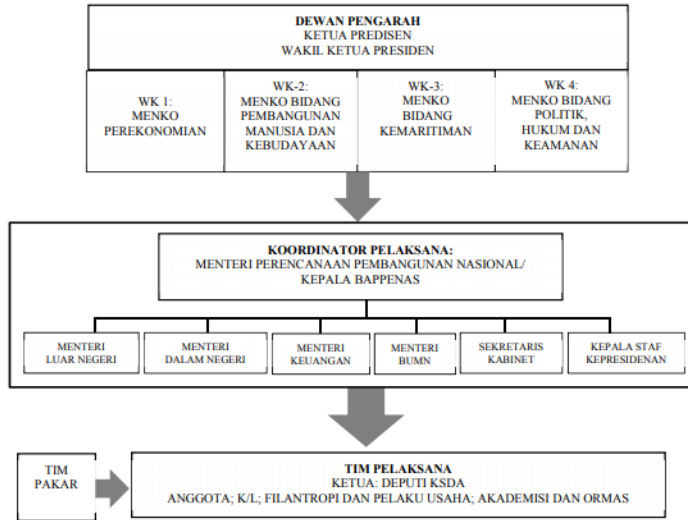 DEWAN PENGARAH
KETUA PREDISEN
WAKIL KETUA PRESIDEN
WK 1:
MENKO
PEREKONOMIAN
WK-2:
MENKO BIDANG
PEMBANGUNAN
MANUSIA DAN
KEBUDAYAAN
WK-3:
MENKO
BIDANG
KEMARITIMAN
WK 4:
MENKO BIDANG
POLITIK,
HUKUM DAN
KEAMANAN
KOORDINATOR PELAKSANA:
MENTERI PERENCANAAN PEMBANGUNAN NASIONAL/
KEPALA BAPPENAS
MENTERI
LUAR NEGERI
MENTERI
DALAM NEGERI
MENTERI
KEUANGAN
MENTERI
BUMN
SEKRETARIS
KABINET
KEPALA STAF
KEPRESIDENAN
TIM
PAKAR
TIM PELAKSANA
KETUA: DEPUTI KSDA
ANGGOTA; K/L; FILANTROPI DAN PELAKU USAHA; AKADEMISI DAN ORMAS